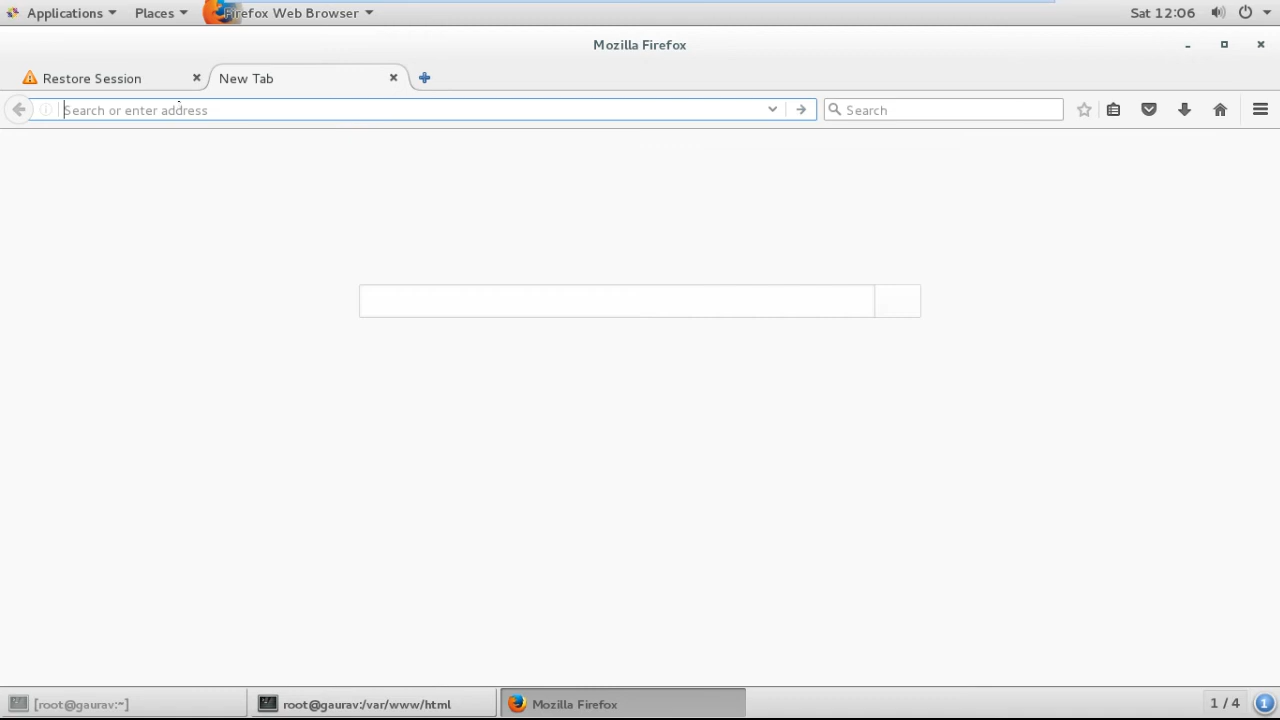 Applications Places Firefox Web Browser Sat 12:06
Mozilla Firefox
Restore Session New Tab
Search or enter address Search
[root@gaurav:~] root@gaurav:/var/www/html Mozilla Firefox 1 / 4 1